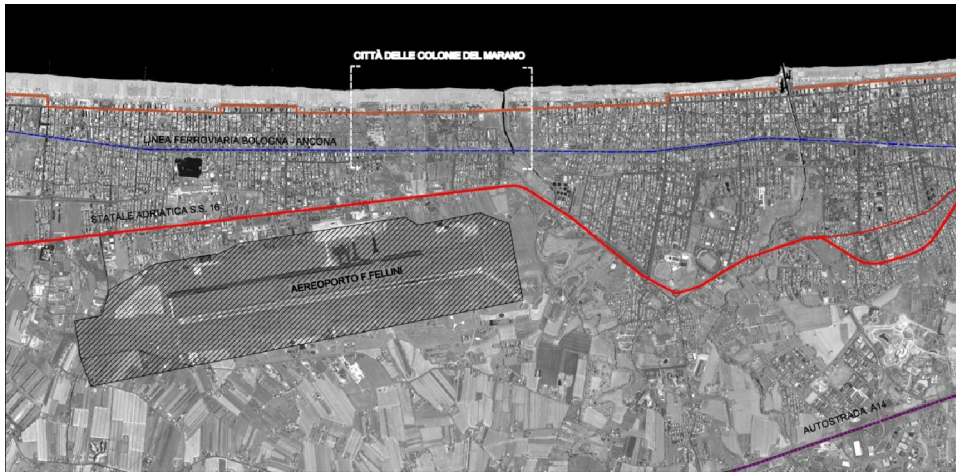 CITTÀ DELLE COLONIE DEL MARANO
LINEA FERROVIARIA BOLOGNA - ANCONA
STATALE ADRIATICA S.S. 16
AEREOPORTO F.FELLINI
AUTOSTRADA A14